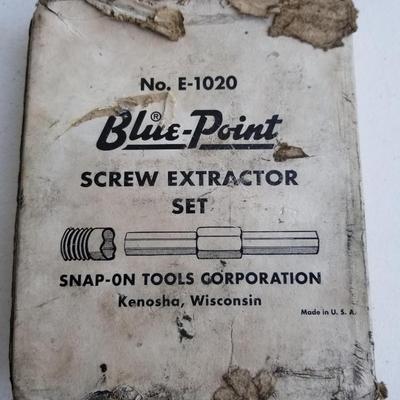 No. E-1020
Blue-Point®
SCREW EXTRACTOR
SET
SNAP-ON TOOLS CORPORATION
Kenosha, Wisconsin
Made in U. S. A.